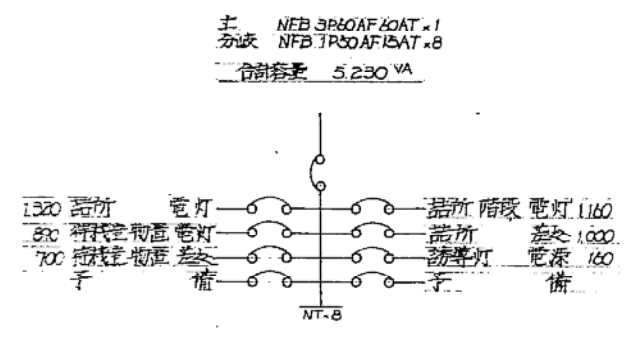 主 NFB 3P60AF60AT×1
分岐 NFB 1P50AF15AT×8
合計容量 5.230 VA
1.320 詰所 電灯
詰所 階段 電灯 1.160
890 待機室 物置 電灯
詰所 差込 1.000
700 待機室 物置 差込
誘導灯 電源 160
予 備
予 備
NT×8